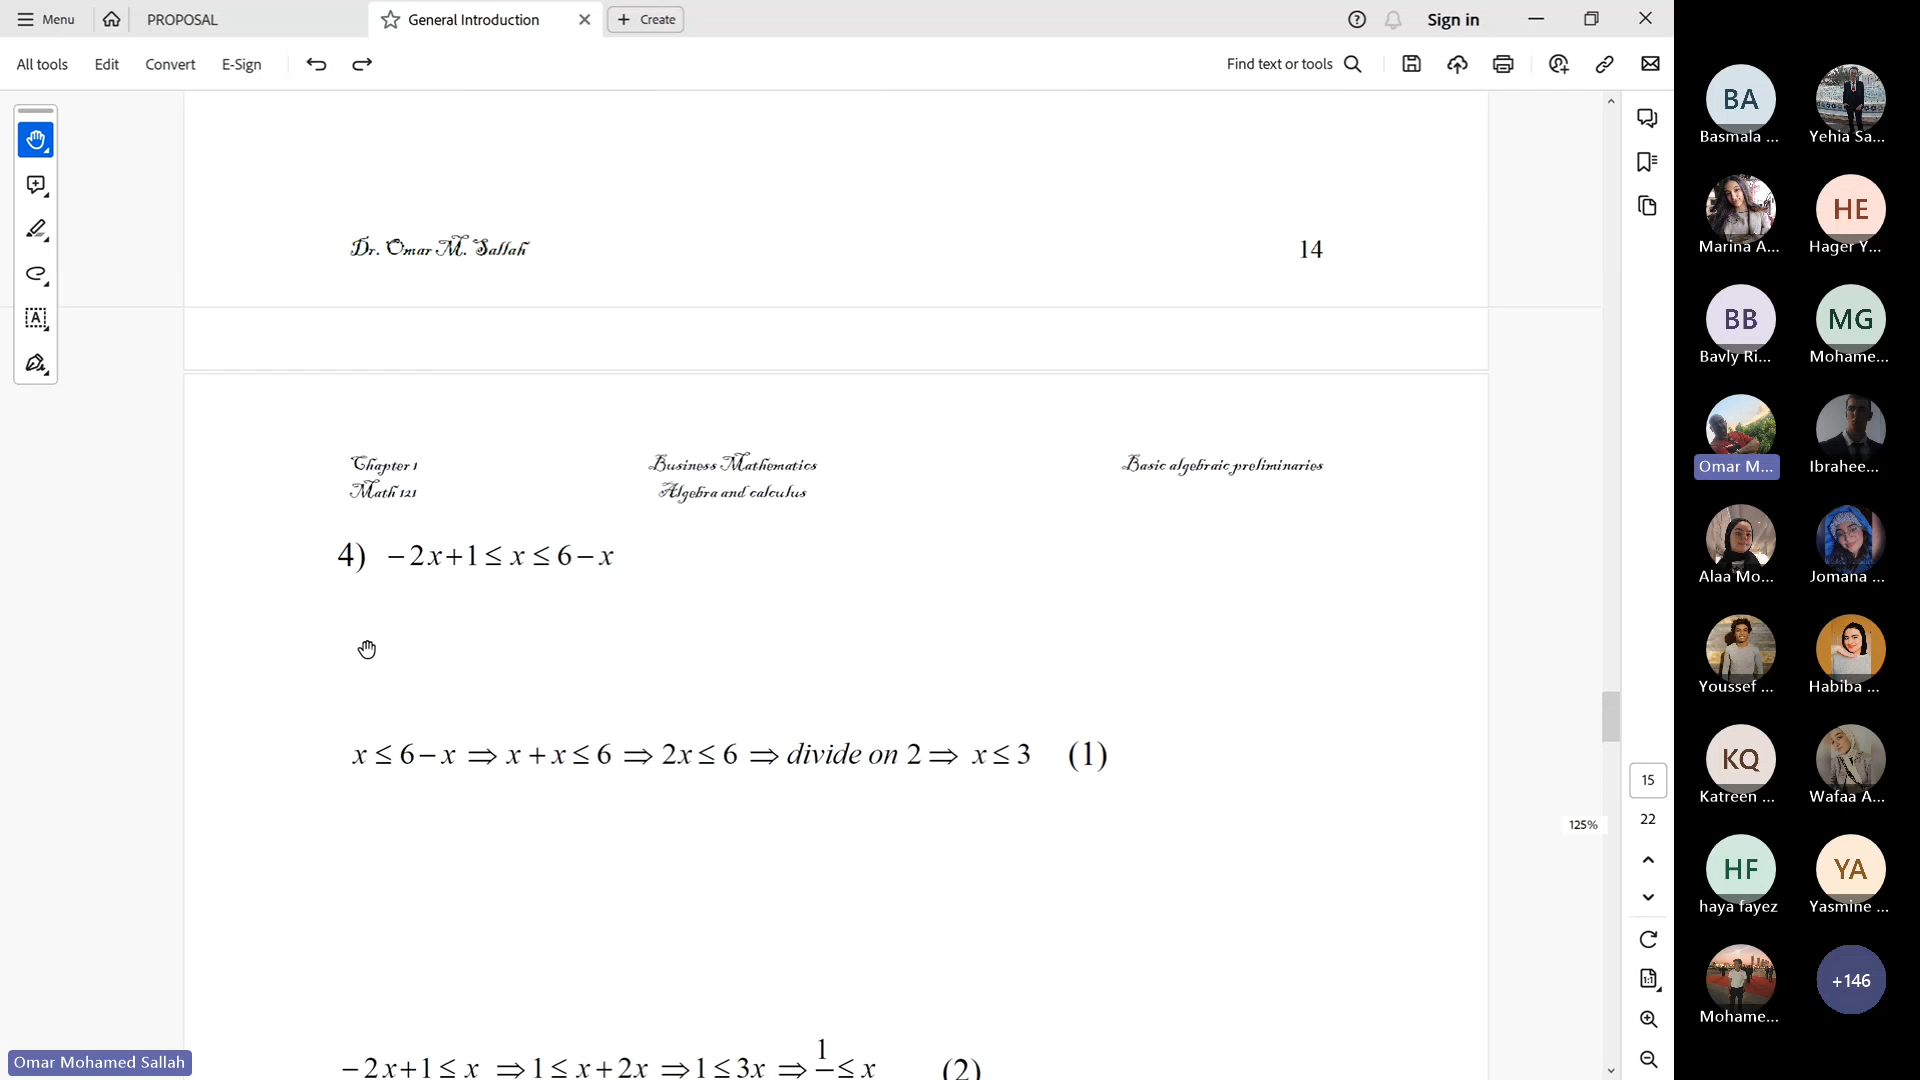 Menu
PROPOSAL
General Introduction
Create
Sign in
All tools
Edit
Convert
E-Sign
Find text or tools
Dr. Omar M. Sallah
14
Chapter 1
Business Mathematics
Basic algebraic preliminaries
Math 121
Algebra and calculus
4) −2x+1 ≤ x ≤ 6−x
x ≤ 6−x ⇒ x+x ≤ 6 ⇒ 2x ≤ 6 ⇒ divide on 2 ⇒ x ≤ 3 (1)
−2x+1 ≤ x ⇒ 1 ≤ x+2x ⇒ 1 ≤ 3x ⇒ 1/ ≤ x (2)
15
22
125%
Omar Mohamed Sallah
BA
Basmala ...
Yehia Sa...
Marina A...
HE
Hager Y...
BB
Bavly Ri...
MG
Mohame...
Omar M...
Ibrahee...
Alaa Mo...
Jomana ...
Youssef ...
Habiba ...
KQ
Katreen ...
Wafaa A...
HF
haya fayez
YA
Yasmine ...
Mohame...
+146